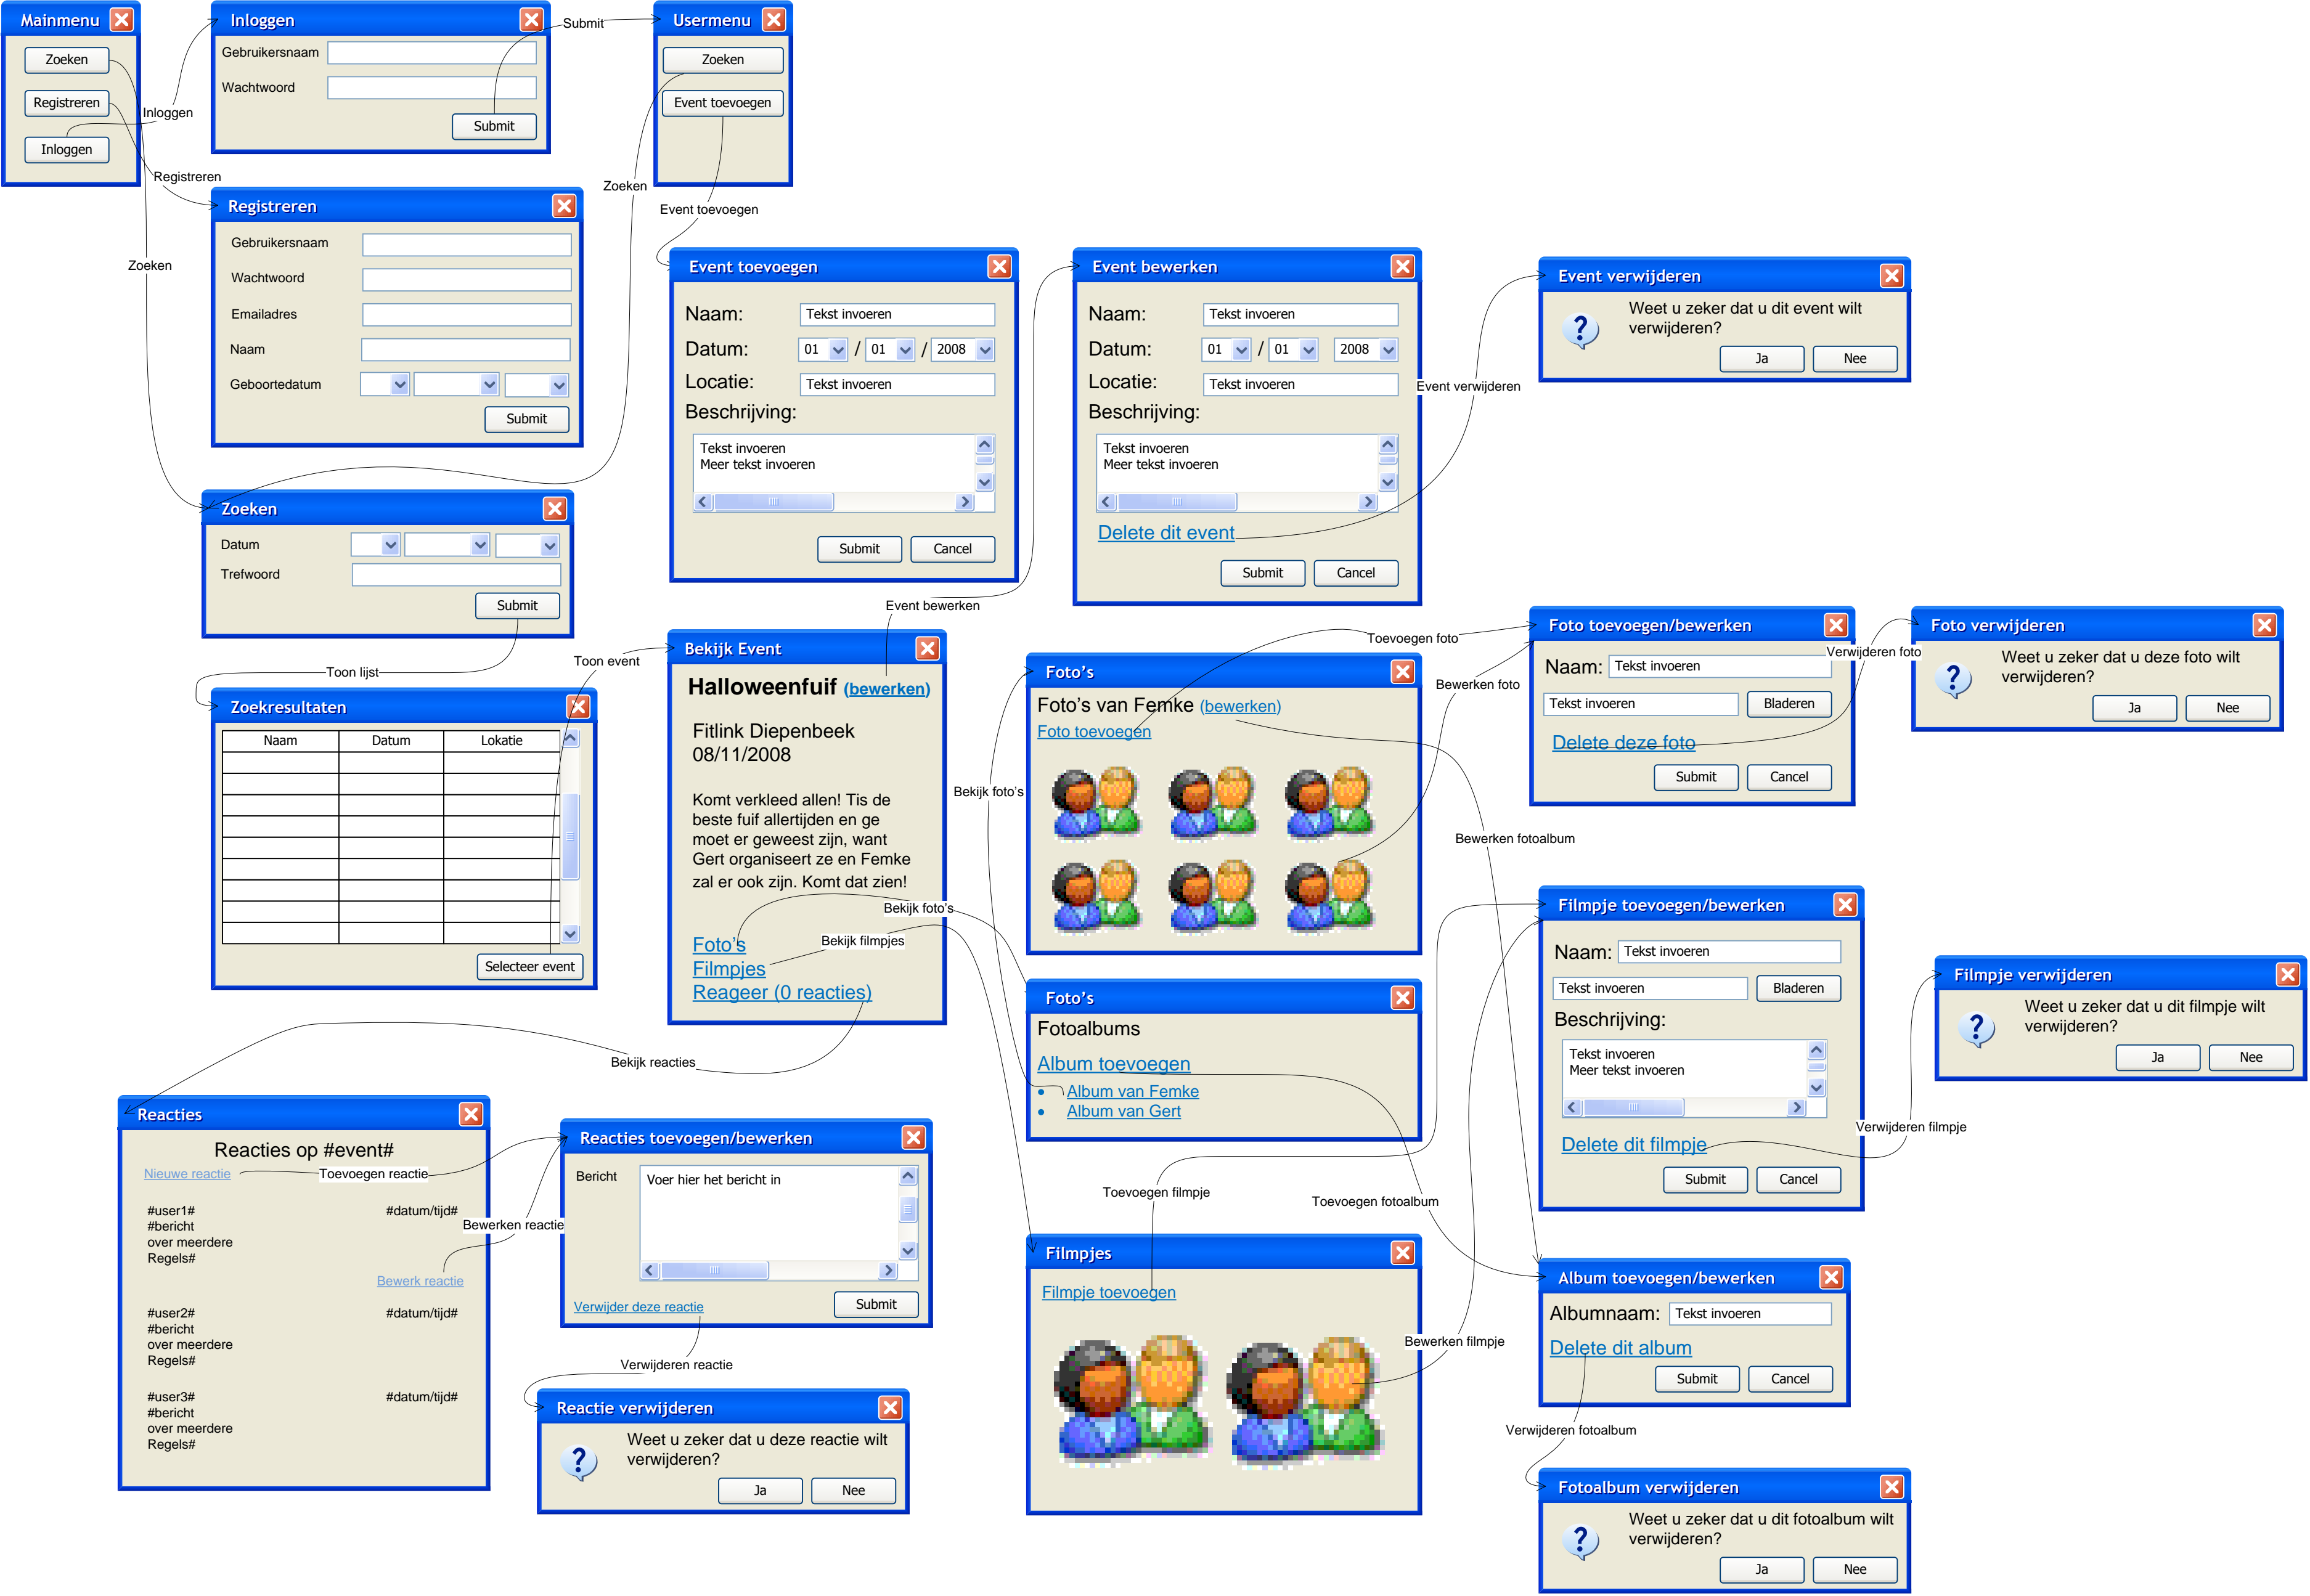 Mainmenu
Zoeken
Registreren
Inloggen
Inloggen
Registreren
Zoeken
Inloggen
Gebruikersnaam
Wachtwoord
Submit
Submit
Usermenu
Zoeken
Event toevoegen
Zoeken
Event toevoegen
Registreren
Gebruikersnaam
Wachtwoord
Emailadres
Naam
Geboortedatum
Submit
Zoeken
Datum
Trefwoord
Submit
Toon lijst
Zoekresultaten
Naam Datum Lokatie
Selecteer event
Toon event
Event toevoegen
Naam: Tekst invoeren
Datum: 01 / 01 / 2008
Locatie: Tekst invoeren
Beschrijving:
Tekst invoeren
Meer tekst invoeren
Submit Cancel
Event bewerken
Event bewerken
Naam: Tekst invoeren
Datum: 01 / 01 2008
Locatie: Tekst invoeren
Beschrijving:
Tekst invoeren
Meer tekst invoeren
Delete dit event
Submit Cancel
Event verwijderen
Event verwijderen
Weet u zeker dat u dit event wilt
verwijderen?
Ja Nee
Bekijk Event
Halloweenfuif (bewerken)
Fitlink Diepenbeek
08/11/2008
Komt verkleed allen! Tis de
beste fuif allertijden en ge
moet er geweest zijn, want
Gert organiseert ze en Femke
zal er ook zijn. Komt dat zien!
Foto's
Filmpjes
Reageer (0 reacties)
Bekijk foto's
Bekijk filmpjes
Bekijk reacties
Bekijk foto's
Foto's
Foto's van Femke (bewerken)
Foto toevoegen
Toevoegen foto
Bewerken foto
Bewerken fotoalbum
Foto toevoegen/bewerken
Naam: Tekst invoeren
Tekst invoeren Bladeren
Delete deze foto
Submit Cancel
Verwijderen foto
Foto verwijderen
Weet u zeker dat u deze foto wilt
verwijderen?
Ja Nee
Foto's
Fotoalbums
Album toevoegen
• Album van Femke
• Album van Gert
Toevoegen fotoalbum
Filmpje toevoegen/bewerken
Naam: Tekst invoeren
Tekst invoeren Bladeren
Beschrijving:
Tekst invoeren
Meer tekst invoeren
Delete dit filmpje
Submit Cancel
Verwijderen filmpje
Filmpje verwijderen
Weet u zeker dat u dit filmpje wilt
verwijderen?
Ja Nee
Reacties
Reacties op #event#
Nieuwe reactie
#user1# #datum/tijd#
#bericht
over meerdere
Regels#
Bewerk reactie
#user2# #datum/tijd#
#bericht
over meerdere
Regels#
#user3# #datum/tijd#
#bericht
over meerdere
Regels#
Toevoegen reactie
Bewerken reactie
Reacties toevoegen/bewerken
Bericht
Voer hier het bericht in
Verwijder deze reactie
Submit
Verwijderen reactie
Reactie verwijderen
Weet u zeker dat u deze reactie wilt
verwijderen?
Ja Nee
Toevoegen filmpje
Filmpjes
Filmpje toevoegen
Bewerken filmpje
Album toevoegen/bewerken
Albumnaam: Tekst invoeren
Delete dit album
Submit Cancel
Verwijderen fotoalbum
Fotoalbum verwijderen
Weet u zeker dat u dit fotoalbum wilt
verwijderen?
Ja Nee